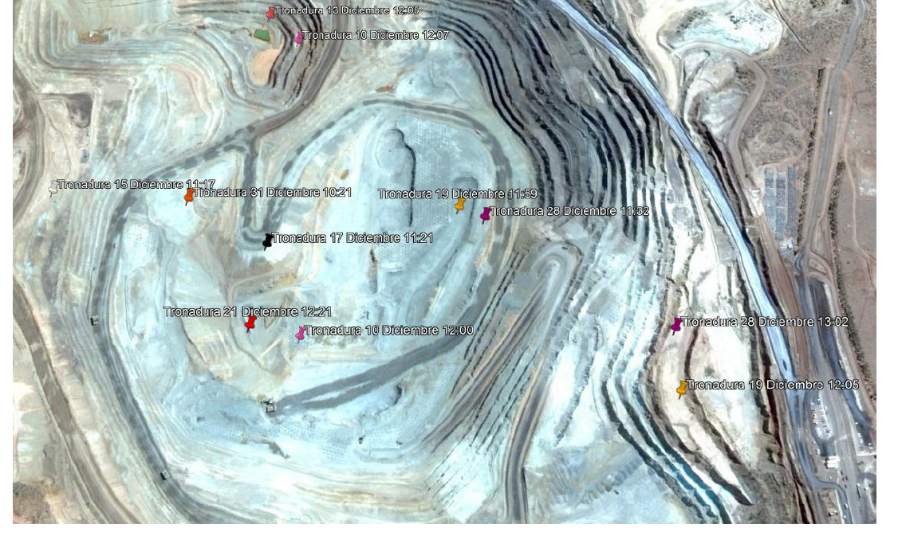 Tronadura 13 Diciembre 12:05
Tronadura 10 Diciembre 12:07
Tronadura 15 Diciembre 11:17
Tronadura 31 Diciembre 10:21
Tronadura 19 Diciembre 11:59
Tronadura 28 Diciembre 11:52
Tronadura 17 Diciembre 11:21
Tronadura 21 Diciembre 12:21
Tronadura 10 Diciembre 12:00
Tronadura 28 Diciembre 13:02
Tronadura 19 Diciembre 12:05